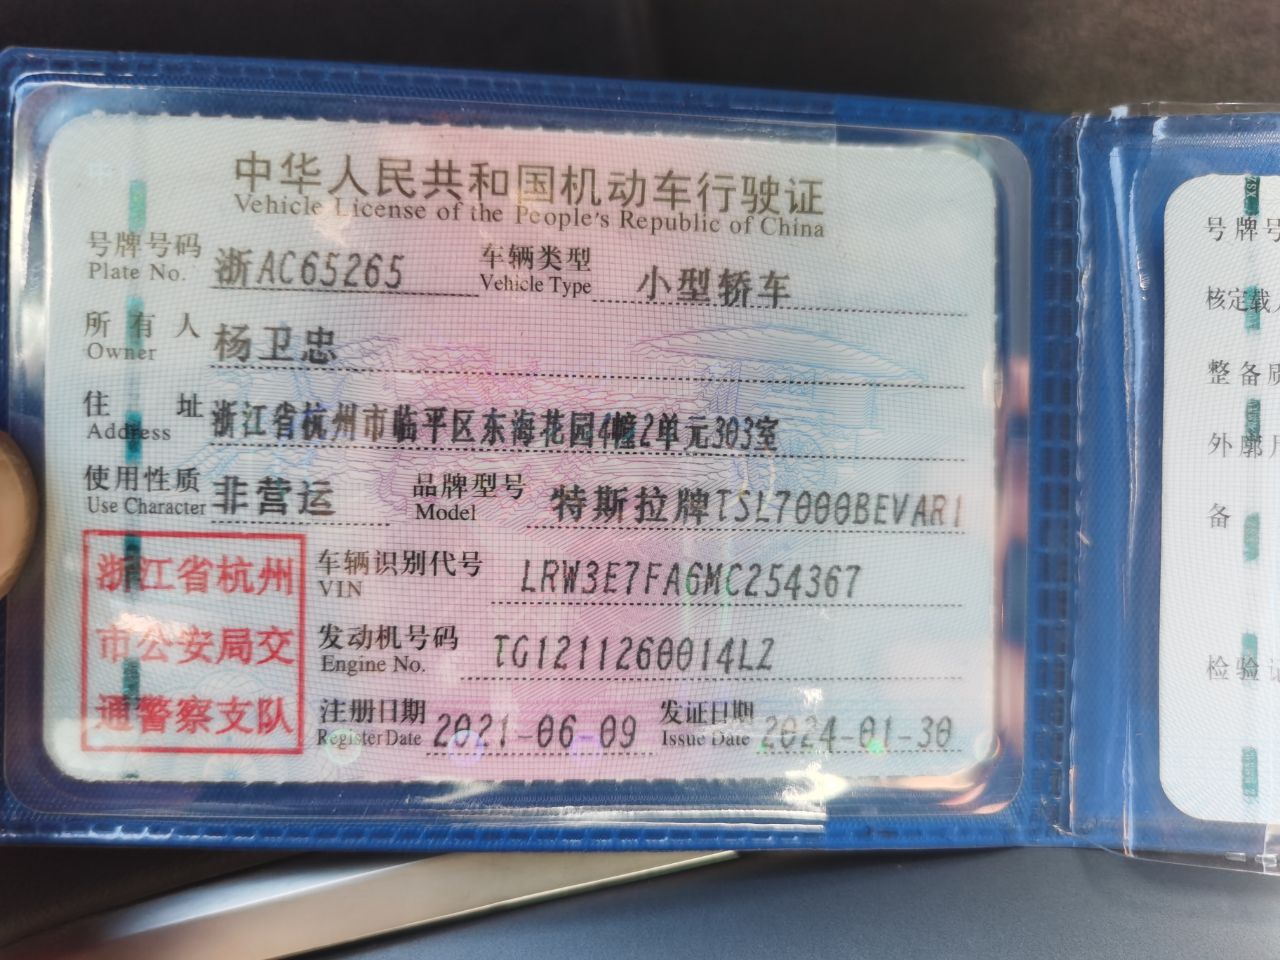 中华人民共和国机动车行驶证
Vehicle License of the People's Republic of China
号牌号码 浙AC65265 车辆类型 小型轿车
Plate No. Vehicle Type
所有人 杨卫忠
Owner
住址 浙江省杭州市临平区东海花园4幢2单元303室
Address
使用性质 非营运 品牌型号 特斯拉牌TSL7000BEVAR1
Use Character Model
浙江省杭州
市公安局交
通警察支队
车辆识别代号 LRW3E7FA6MC254367
VIN
发动机号码 TG1211260014LZ
Engine No.
注册日期 2021-06-09 发证日期 2024-01-30
Register Date Issue Date
号牌号
核定载
整备质
外廓
备
检验